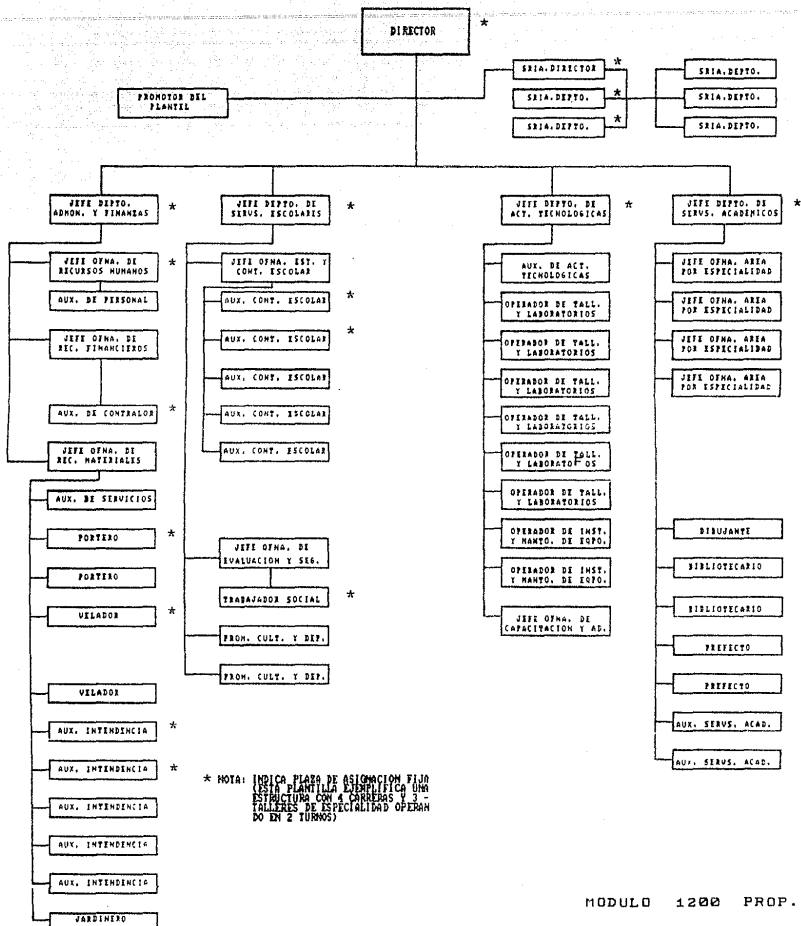 DIRECTOR *
SRIA.DIRECTOR *
SRIA.DEPTO. *
SRIA.DEPTO. *
SRIA.DEPTO.
SRIA.DEPTO.
SRIA.DEPTO.
PROMOTOR DEL
PLANTEL
JEFE DEPTO.
ADMON. Y FINANZAS *
JEFE OFNA. DE
RECURSOS HUMANOS *
AUX. DE PERSONAL
JEFE OFNA. DE
REC. FINANCIEROS
AUX. DE CONTRALOR *
JEFE OFNA. DE
REC. MATERIALES
AUX. DE SERVICIOS
PORTERO *
PORTERO
VELADOR *
VELADOR
AUX. INTENDENCIA *
AUX. INTENDENCIA *
AUX. INTENDENCIA
AUX. INTENDENCIA
AUX. INTENDENCIA
JARDINERO
JEFE DEPTO. DE
SERVS. ESCOLARES *
JEFE OFNA. EST. Y
CONT. ESCOLAR
AUX. CONT. ESCOLAR *
AUX. CONT. ESCOLAR *
AUX. CONT. ESCOLAR
AUX. CONT. ESCOLAR
AUX. CONT. ESCOLAR
JEFE OFNA. DE
EVALUACION Y SEG.
TRABAJADOR SOCIAL *
PROM. CULT. Y DEP.
PROM. CULT. Y DEP.
JEFE DEPTO. DE
ACT. TECNOLOGICAS *
AUX. DE ACT.
TECNOLOGICAS
OPERADOR DE TALL.
Y LABORATORIOS
OPERADOR DE TALL.
Y LABORATORIOS
OPERADOR DE TALL.
Y LABORATORIOS
OPERADOR DE TALL.
Y LABORATORIOS
OPERADOR DE TALL.
Y LABORATORIOS
OPERADOR DE TALL.
Y LABORATORIOS
OPERADOR DE INST.
Y MANTO. DE EQPO.
OPERADOR DE INST.
Y MANTO. DE EQPO.
JEFE OFNA. DE
CAPACITACION Y AD.
JEFE DEPTO. DE
SERVS. ACADEMICOS *
JEFE OFNA. AREA
POR ESPECIALIDAD
JEFE OFNA. AREA
POR ESPECIALIDAD
JEFE OFNA. AREA
POR ESPECIALIDAD
JEFE OFNA. AREA
POR ESPECIALIDAD
DIBUJANTE
BIBLIOTECARIO
BIBLIOTECARIO
PREFECTO
PREFECTO
AUX. SERVS. ACAD.
AUX. SERVS. ACAD.
* NOTA: INDICA PLAZA DE ASIGNACION FIJA
(ESTA PLANTILLA EJEMPLIFICA UNA
ESTRUCTURA CON 4 CARRERAS Y 3 -
TALLERES DE ESPECIALIDAD OPERAN
DO EN 2 TURNOS)
MODULO 1200 PROP.